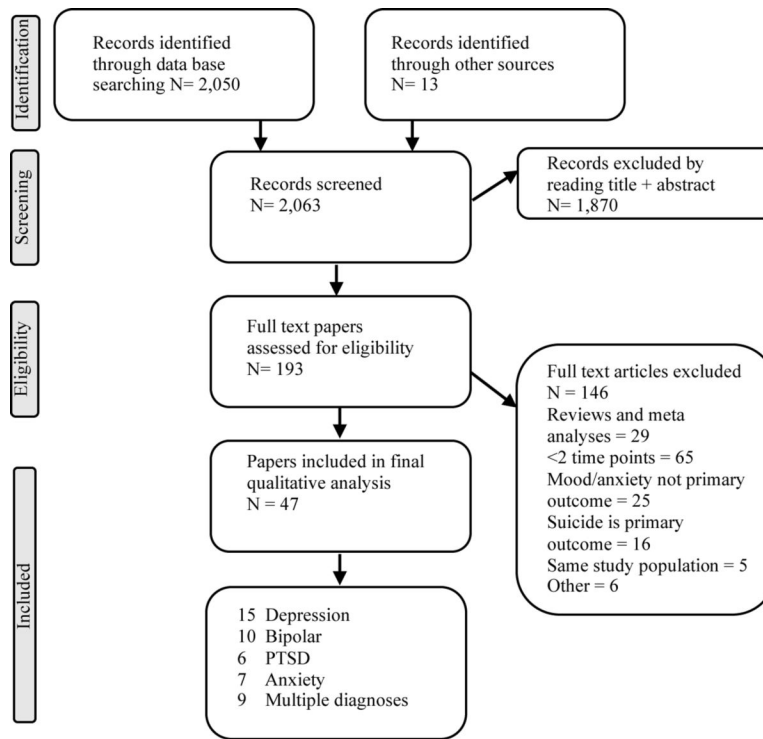 Identification
Records identified
through data base
searching N= 2,050
Records identified
through other sources
N= 13
Screening
Records screened
N= 2,063
Records excluded by
reading title + abstract
N= 1,870
Eligibility
Full text papers
assessed for eligibility
N= 193
Full text articles excluded
N = 146
Reviews and meta
analyses = 29
<2 time points = 65
Mood/anxiety not primary
outcome = 25
Suicide is primary
outcome = 16
Same study population = 5
Other = 6
Included
Papers included in final
qualitative analysis
N = 47
15 Depression
10 Bipolar
6 PTSD
7 Anxiety
9 Multiple diagnoses